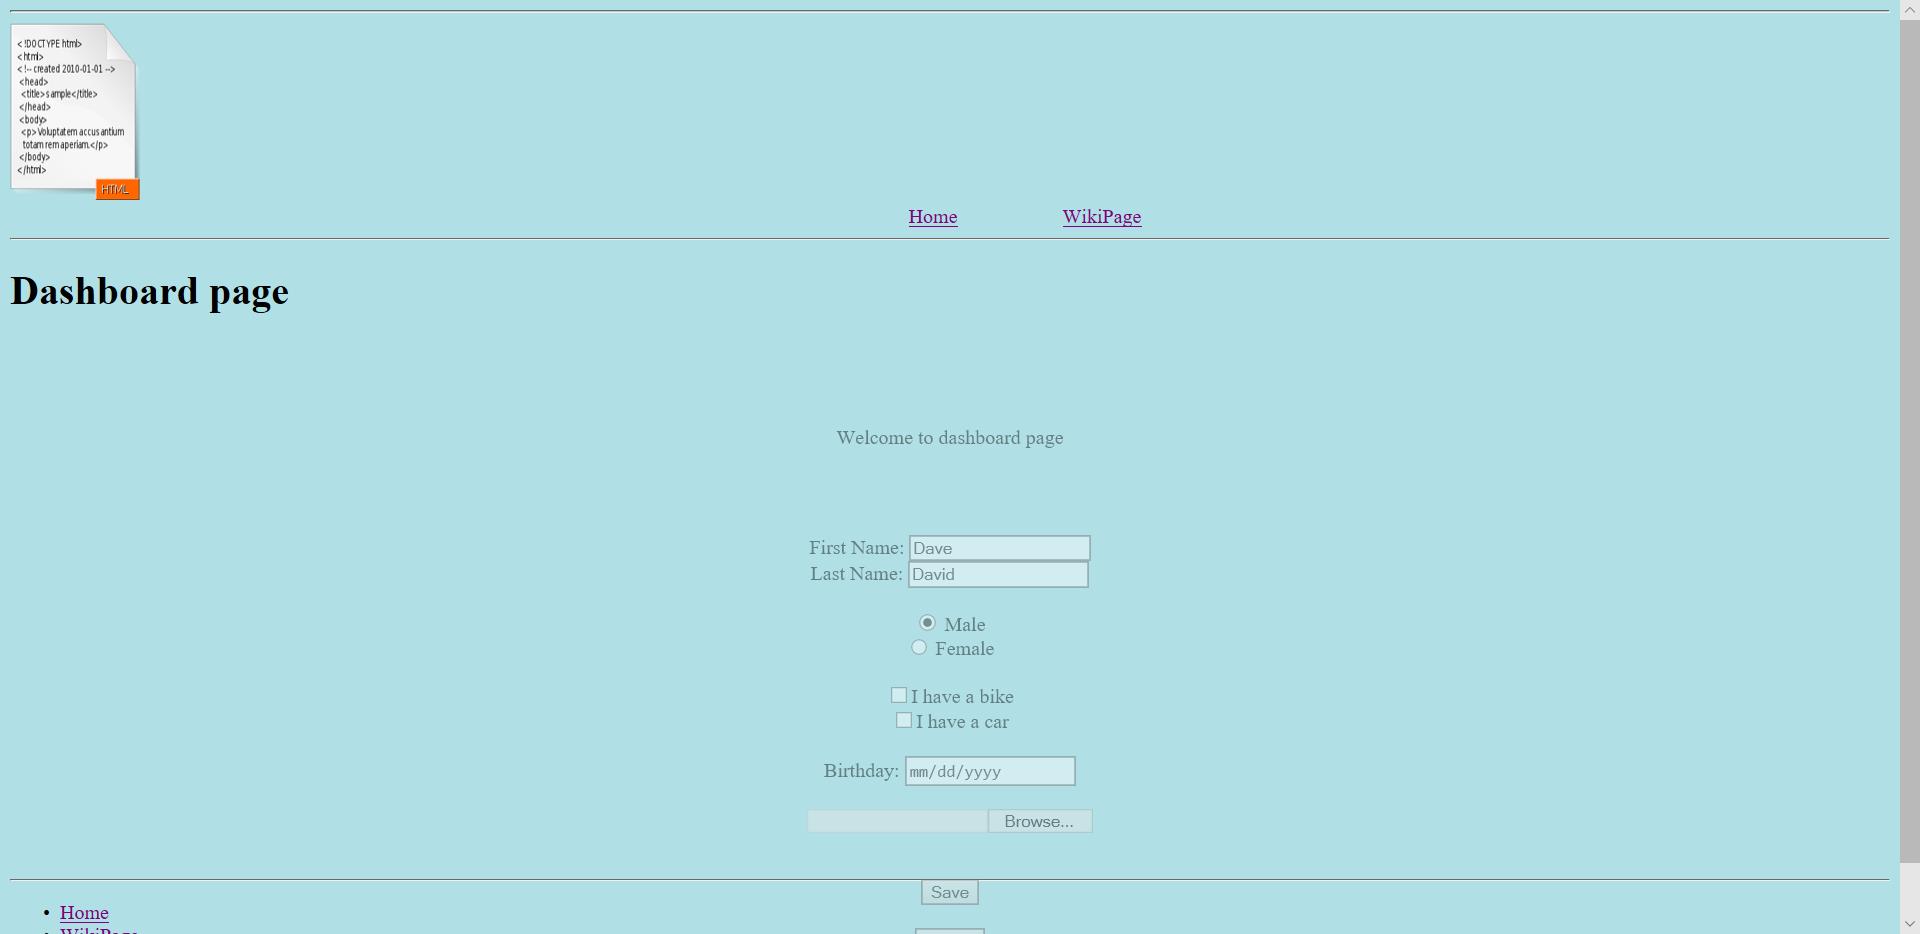 < !DOCTYPE html>
<html>
< !-- created 2010-01-01 -->
<head>
<title>sample</title>
</head>
<body>
<p>Voluptatem accusantium
totam rem aperiam.</p>
</body>
</html>
HTML
Home WikiPage
Dashboard page
Welcome to dashboard page
First Name: Dave
Last Name: David
Male
Female
I have a bike
I have a car
Birthday: mm/dd/yyyy
Browse...
Save
• Home
• WikiPage